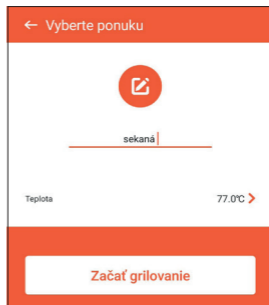 ← Vyberte ponuku
sekaná
Teplota 77.0℃ >
Začať grilovanie